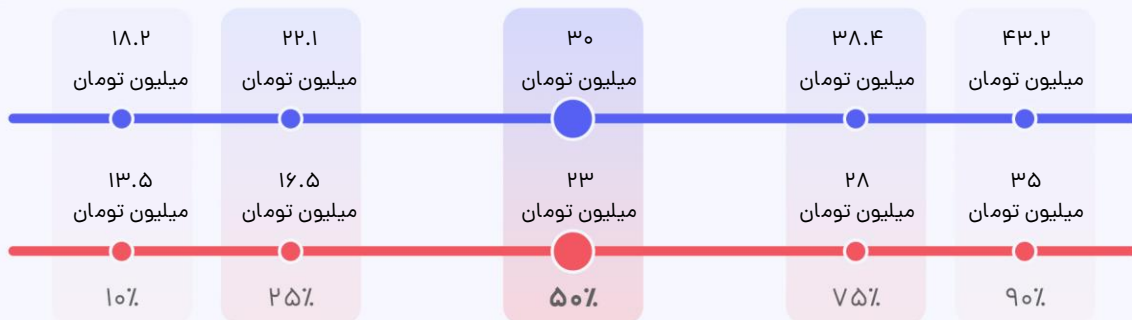 ۱۸.۲ ۲۲.۱ ۳۰ ۳۸.۴ ۴۳.۲
میلیون تومان میلیون تومان میلیون تومان میلیون تومان میلیون تومان
۱۳.۵ ۱۶.۵ ۲۳ ۲۸ ۳۵
میلیون تومان میلیون تومان میلیون تومان میلیون تومان میلیون تومان
۱۰٪ ۲۵٪ ۵۰٪ ۷۵٪ ۹۰٪